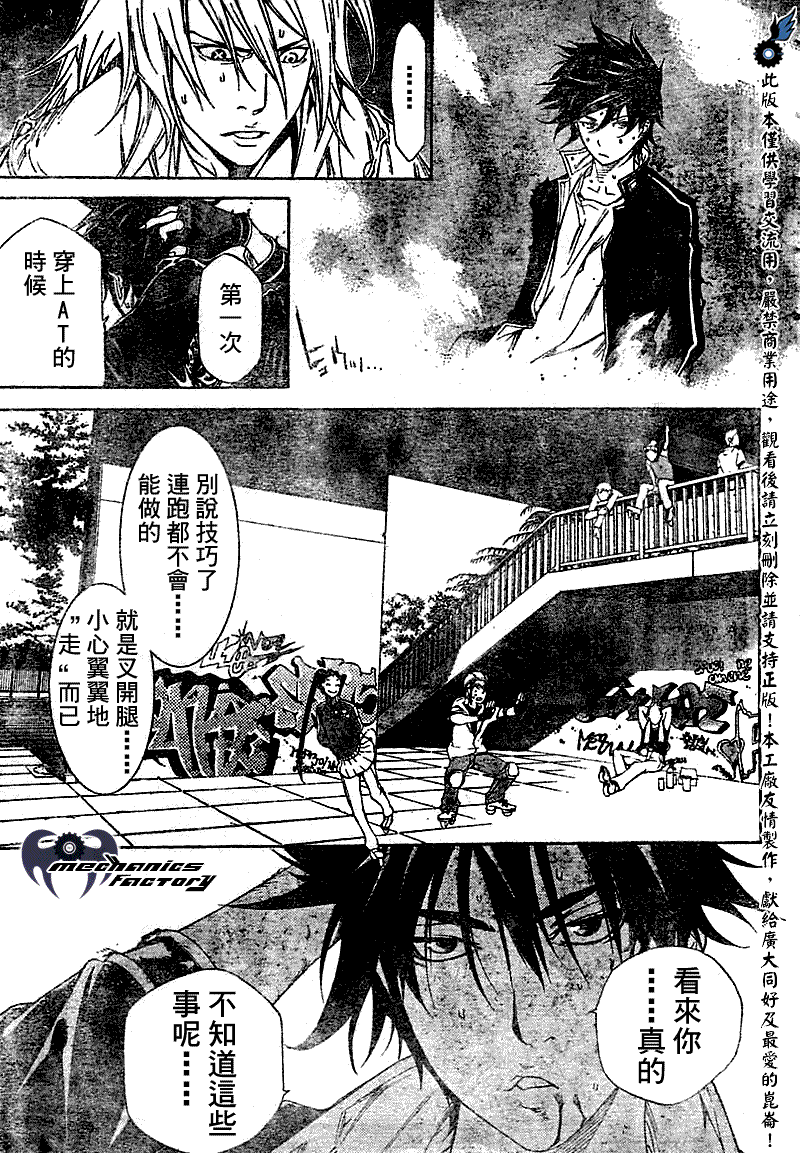 ………
第一次
穿上AT的
時候
別說技巧了
連跑都不會……
能做的
就是叉開腿……
小心翼翼地
”走“而已
看來你
……真的
不知道這些
事呢……
mechanics
Factory
此版本僅供學習交流用，嚴禁商業用途，觀看後請立刻刪除並請支持正版！本工廠友情製作，獻給廣大同好及最愛的崑崙！